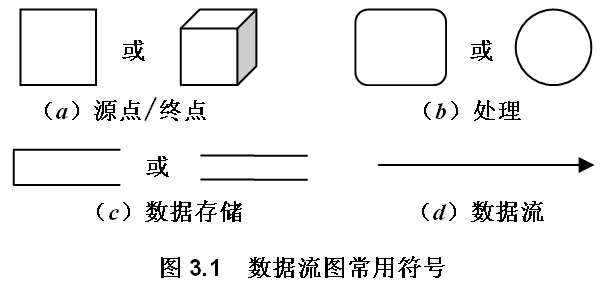 或 或
（a）源点/终点 （b）处理
或
（c）数据存储 （d）数据流
图 3.1 数据流图常用符号